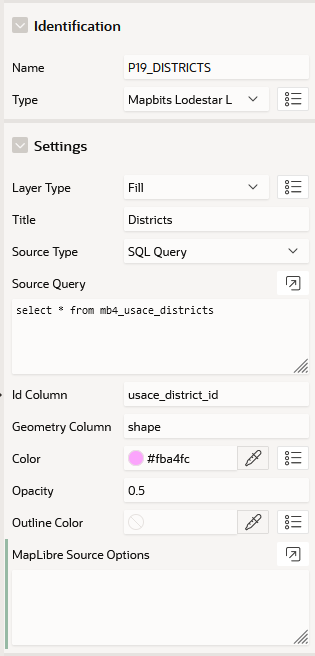 Identification
Name P19_DISTRICTS
Type Mapbits Lodestar L
Settings
Layer Type Fill
Title Districts
Source Type SQL Query
Source Query
select * from mb4_usace_districts
Id Column usace_district_id
Geometry Column shape
Color #fba4fc
Opacity 0.5
Outline Color
MapLibre Source Options